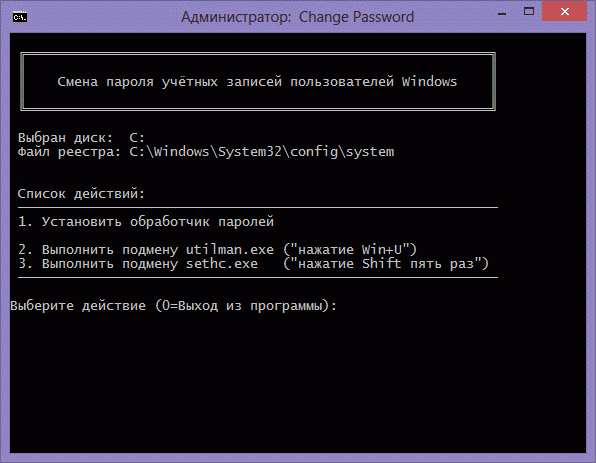 Администратор: Change Password
Смена пароля учётных записей пользователей Windows
Выбран диск: C:
Файл реестра: C:\Windows\System32\config\system
Список действий:
1. Установить обработчик паролей
2. Выполнить подмену utilman.exe ("нажатие Win+U")
3. Выполнить подмену sethc.exe ("нажатие Shift пять раз")
Выберите действие (0=Выход из программы):